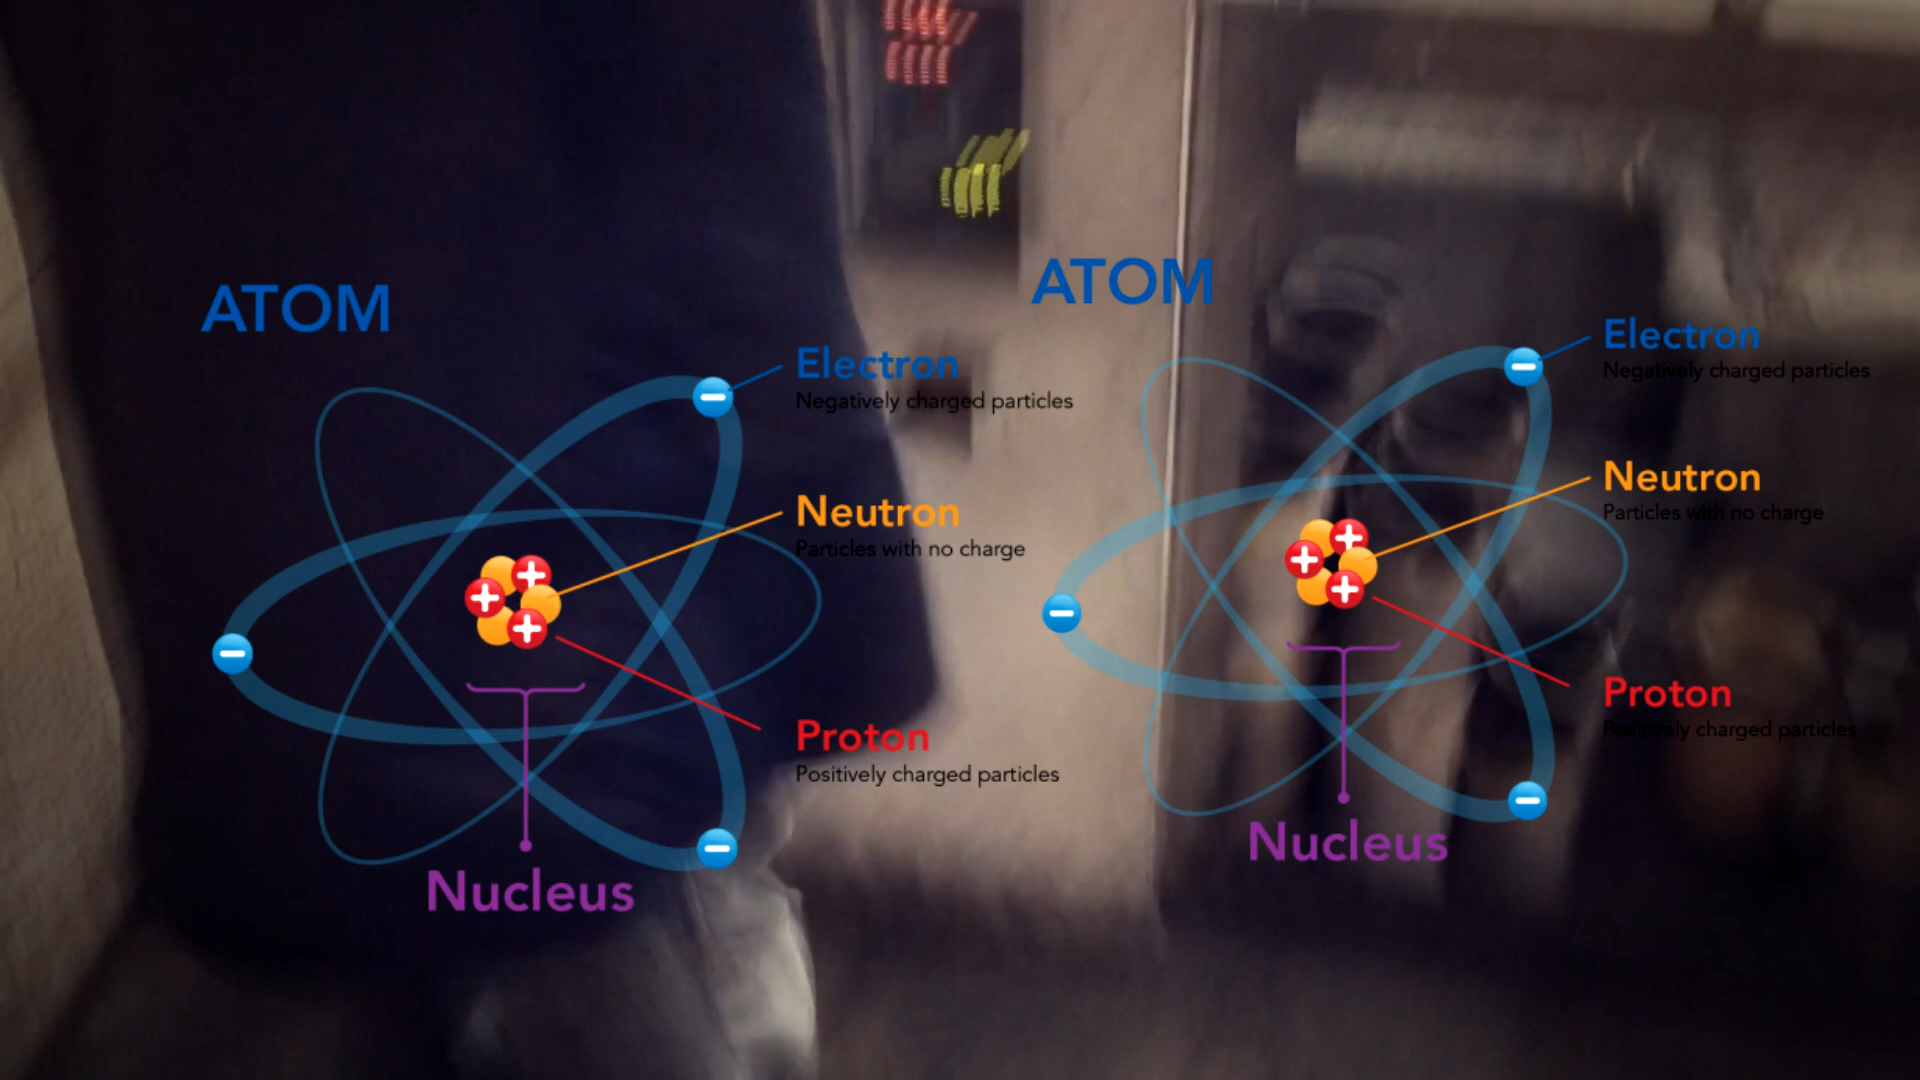 ATOM
Electron
Negatively charged particles
Neutron
Particles with no charge
Proton
Positively charged particles
Nucleus
ATOM
Electron
Negatively charged particles
Neutron
Particles with no charge
Proton
Positively charged particles
Nucleus